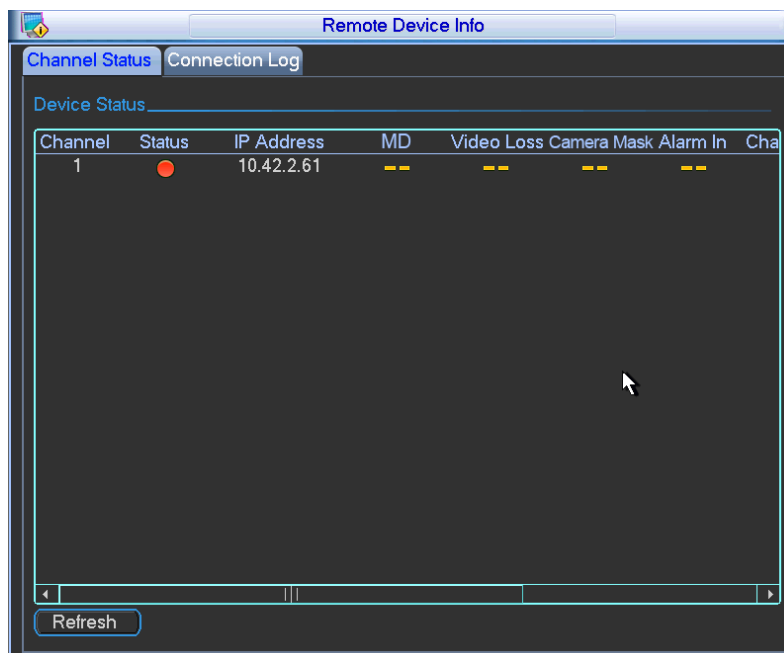 Remote Device Info
Channel Status Connection Log
Device Status
Channel Status IP Address MD Video Loss Camera Mask Alarm In Cha
1 10.42.2.61 -- -- -- --
Refresh